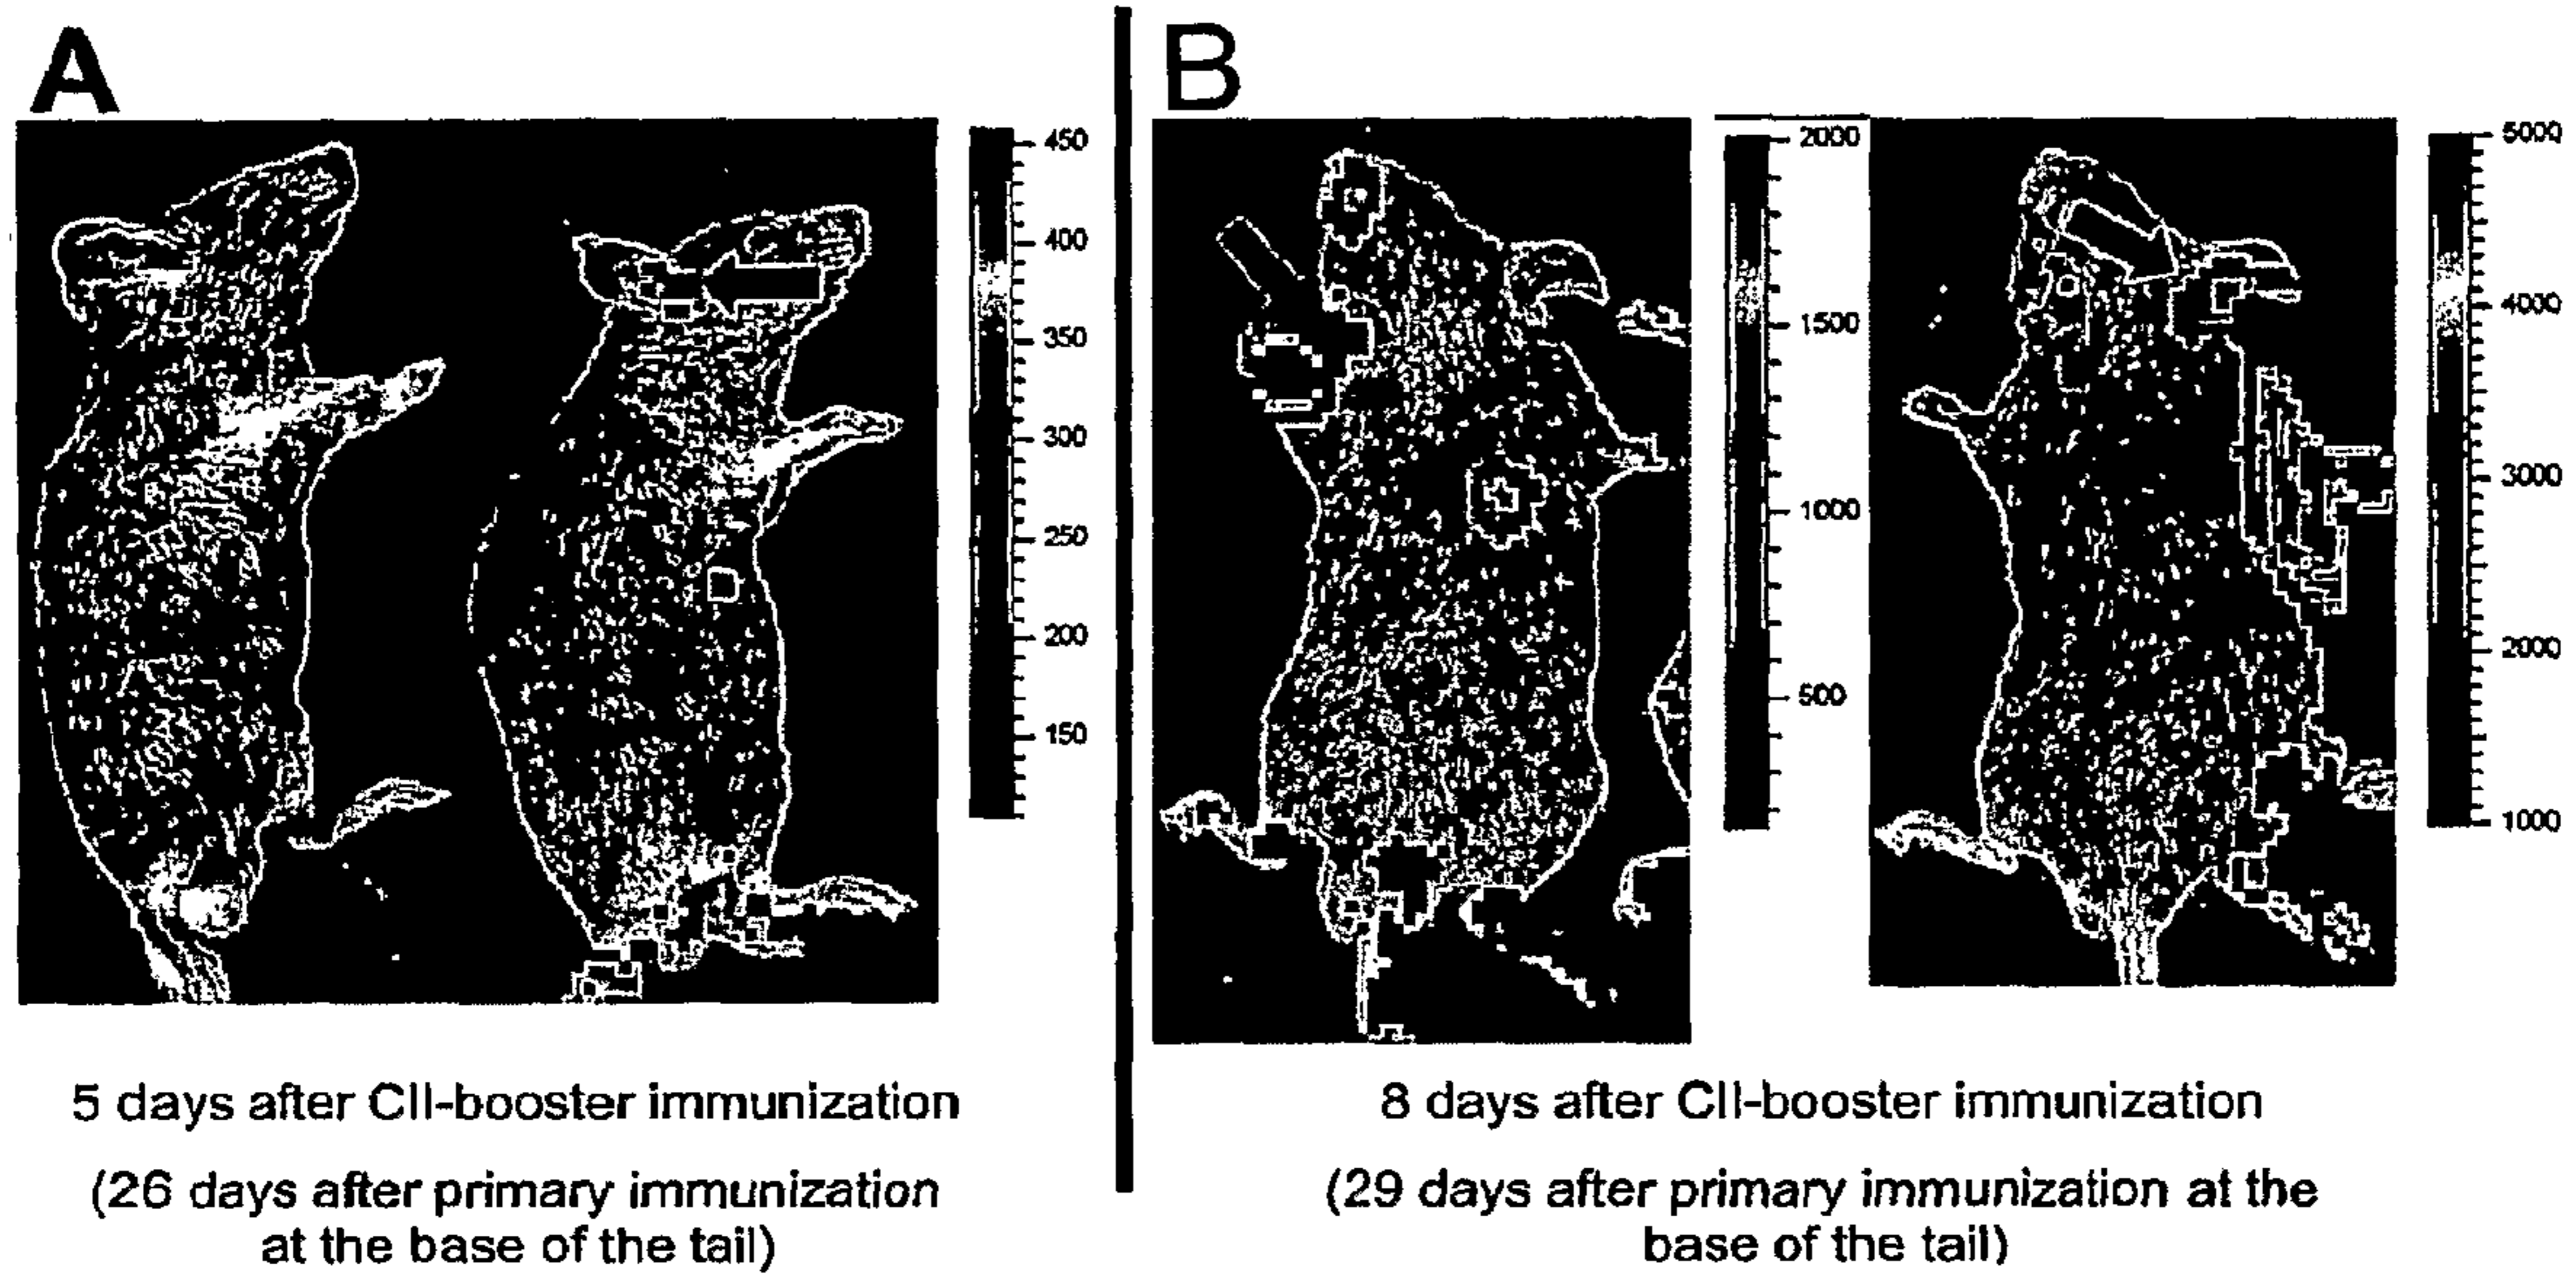 A
B
450
400
350
300
250
200
150
2000
1500
1000
500
5000
4000
3000
2000
1000
5 days after CII-booster immunization
(26 days after primary immunization
at the base of the tail)
8 days after CII-booster immunization
(29 days after primary immunization at the
base of the tail)